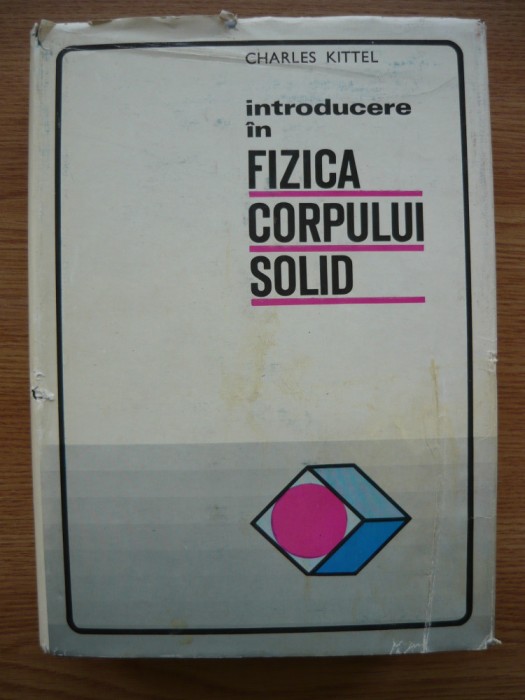 CHARLES KITTEL
introducere
în
FIZICA
CORPULUI
SOLID